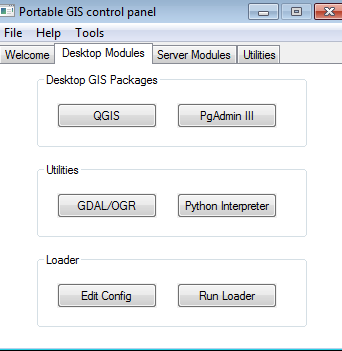 Portable GIS control panel
File Help Tools
Welcome Desktop Modules Server Modules Utilities
Desktop GIS Packages
QGIS PgAdmin III
Utilities
GDAL/OGR Python Interpreter
Loader
Edit Config Run Loader